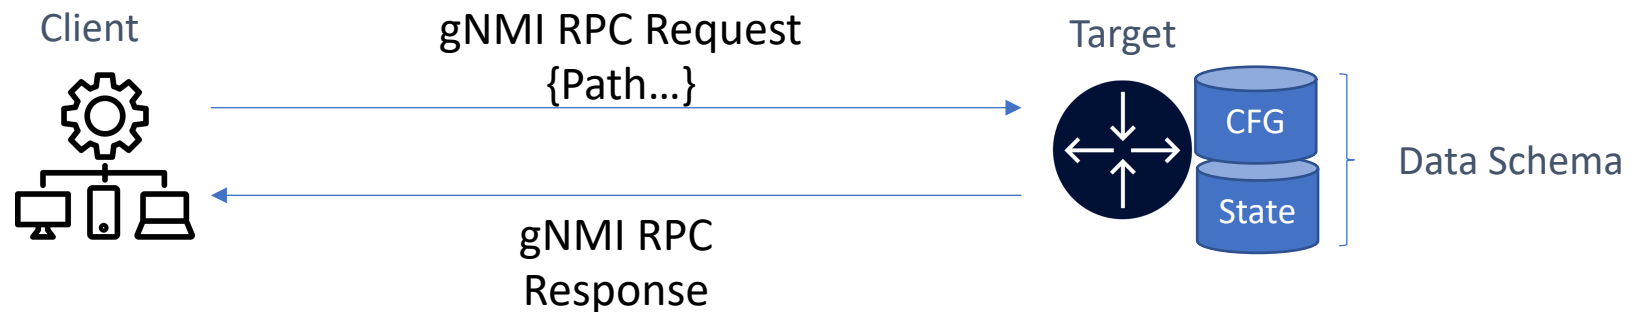 Client
gNMI RPC Request
{Path...}
Target
CFG
State
Data Schema
gNMI RPC
Response